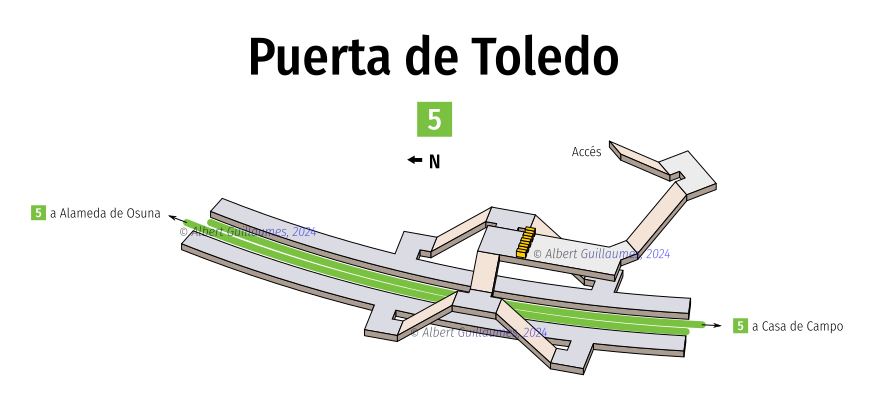 Puerta de Toledo
5
N
Accés
5 a Alameda de Osuna
© Albert Guillaumes, 2024
© Albert Guillaumes, 2024
5 a Casa de Campo
© Albert Guillaumes, 2024